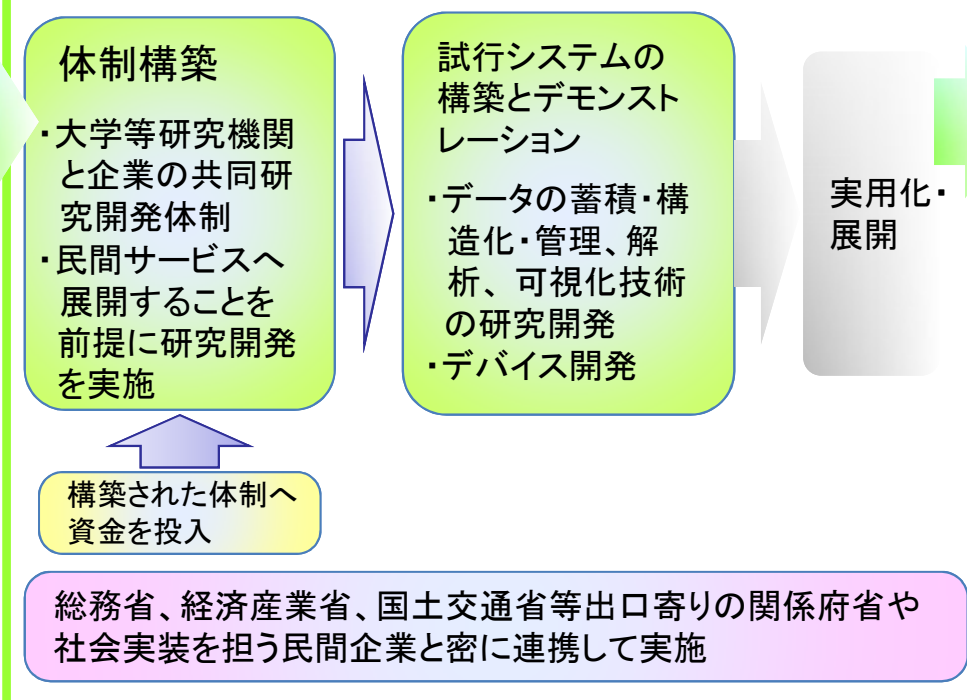 体制構築
・大学等研究機関
と企業の共同研
究開発体制
・民間サービスへ
展開することを
前提に研究開発
を実施
試行システムの
構築とデモンスト
レーション
・データの蓄積・構
造化・管理、解
析、可視化技術
の研究開発
・デバイス開発
実用化・
展開
構築された体制へ
資金を投入
総務省、経済産業省、国土交通省等出口寄りの関係府省や
社会実装を担う民間企業と密に連携して実施